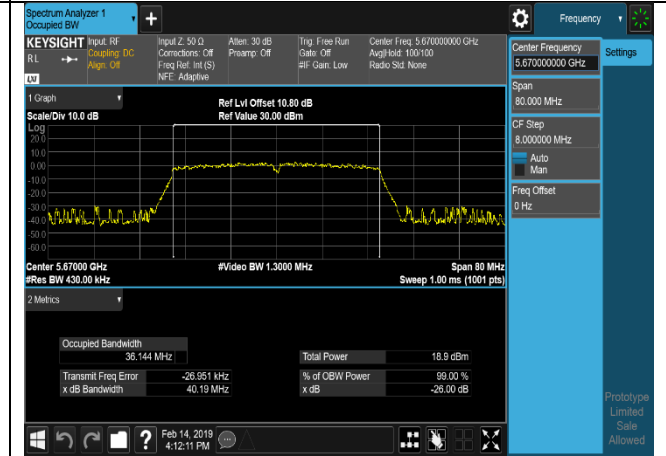 Spectrum Analyzer 1
Occupied BW
+
Frequency
KEYSIGHT
RL
LXI
Input: RF
Coupling: DC
Align: Off
Input Z: 50 Ω
Corrections: Off
Freq Ref: Int (S)
NFE: Adaptive
Atten: 30 dB
Preamp: Off
Trig: Free Run
Gate: Off
#IF Gain: Low
Center Freq: 5.670000000 GHz
Avg|Hold: 100/100
Radio Std: None
Center Frequency
5.670000000 GHz
Settings
Span
80.000 MHz
CF Step
8.000000 MHz
Auto
Man
Freq Offset
0 Hz
1 Graph
Scale/Div 10.0 dB
Ref Lvl Offset 10.80 dB
Ref Value 30.00 dBm
Log
20.0
10.0
0.00
-10.0
-20.0
-30.0
-40.0
-50.0
-60.0
Center 5.67000 GHz
#Video BW 1.3000 MHz
Span 80 MHz
#Res BW 430.00 kHz
Sweep 1.00 ms (1001 pts)
2 Metrics
Occupied Bandwidth
36.144 MHz
Total Power 18.9 dBm
Transmit Freq Error -26.951 kHz
% of OBW Power 99.00 %
x dB Bandwidth 40.19 MHz
x dB -26.00 dB
Prototype
Limited
Sale
Allowed
?
Feb 14, 2019
4:12:11 PM